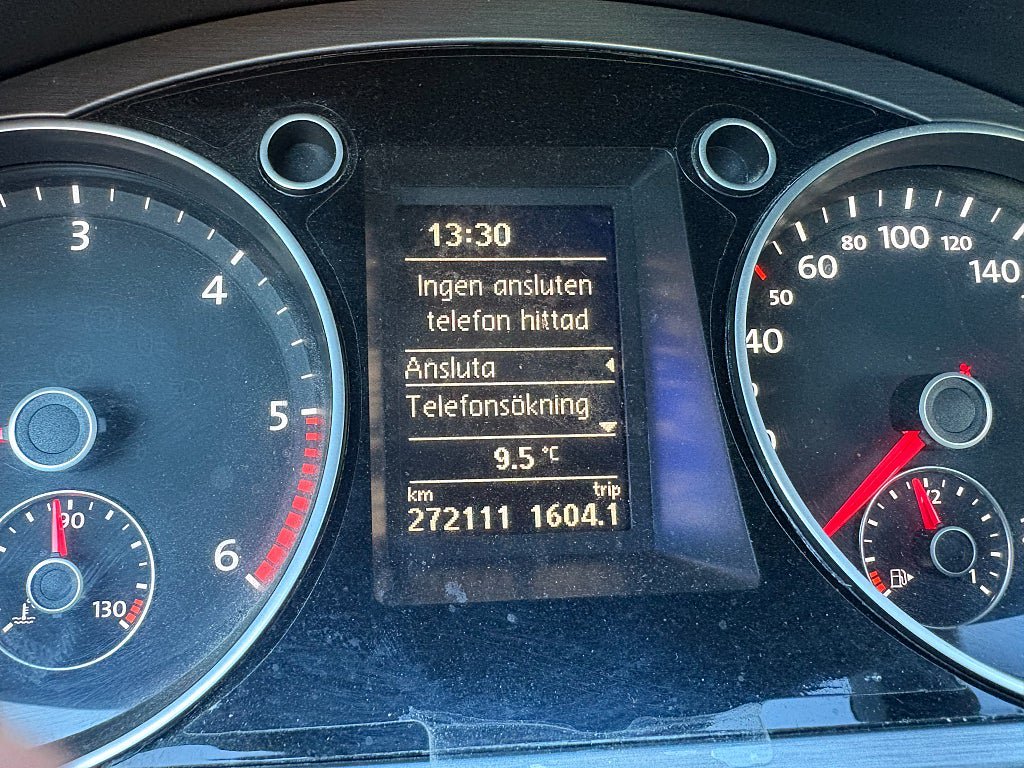 13:30
Ingen ansluten
telefon hittad
Ansluta
Telefonsökning
9.5 °C
km trip
272111 1604.1
3
4
5
6
90
130
40
50
60
80
100
120
140
1/2
1